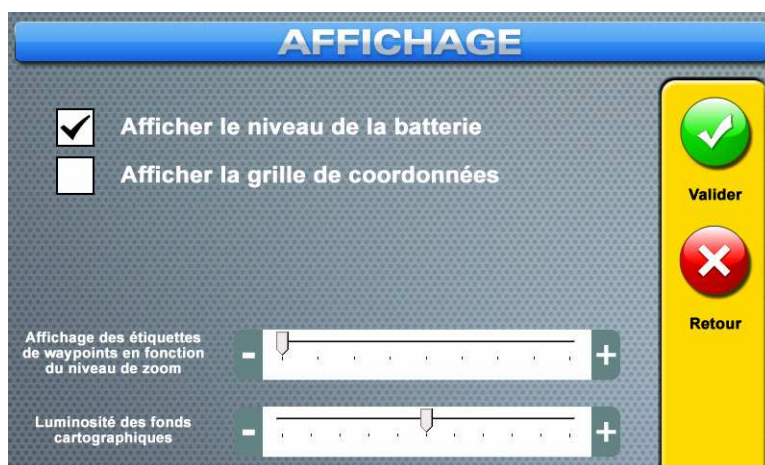 AFFICHAGE
Afficher le niveau de la batterie
Afficher la grille de coordonnées
Valider
Retour
Affichage des étiquettes
de waypoints en fonction
du niveau de zoom
- +
Luminosité des fonds
cartographiques
- +